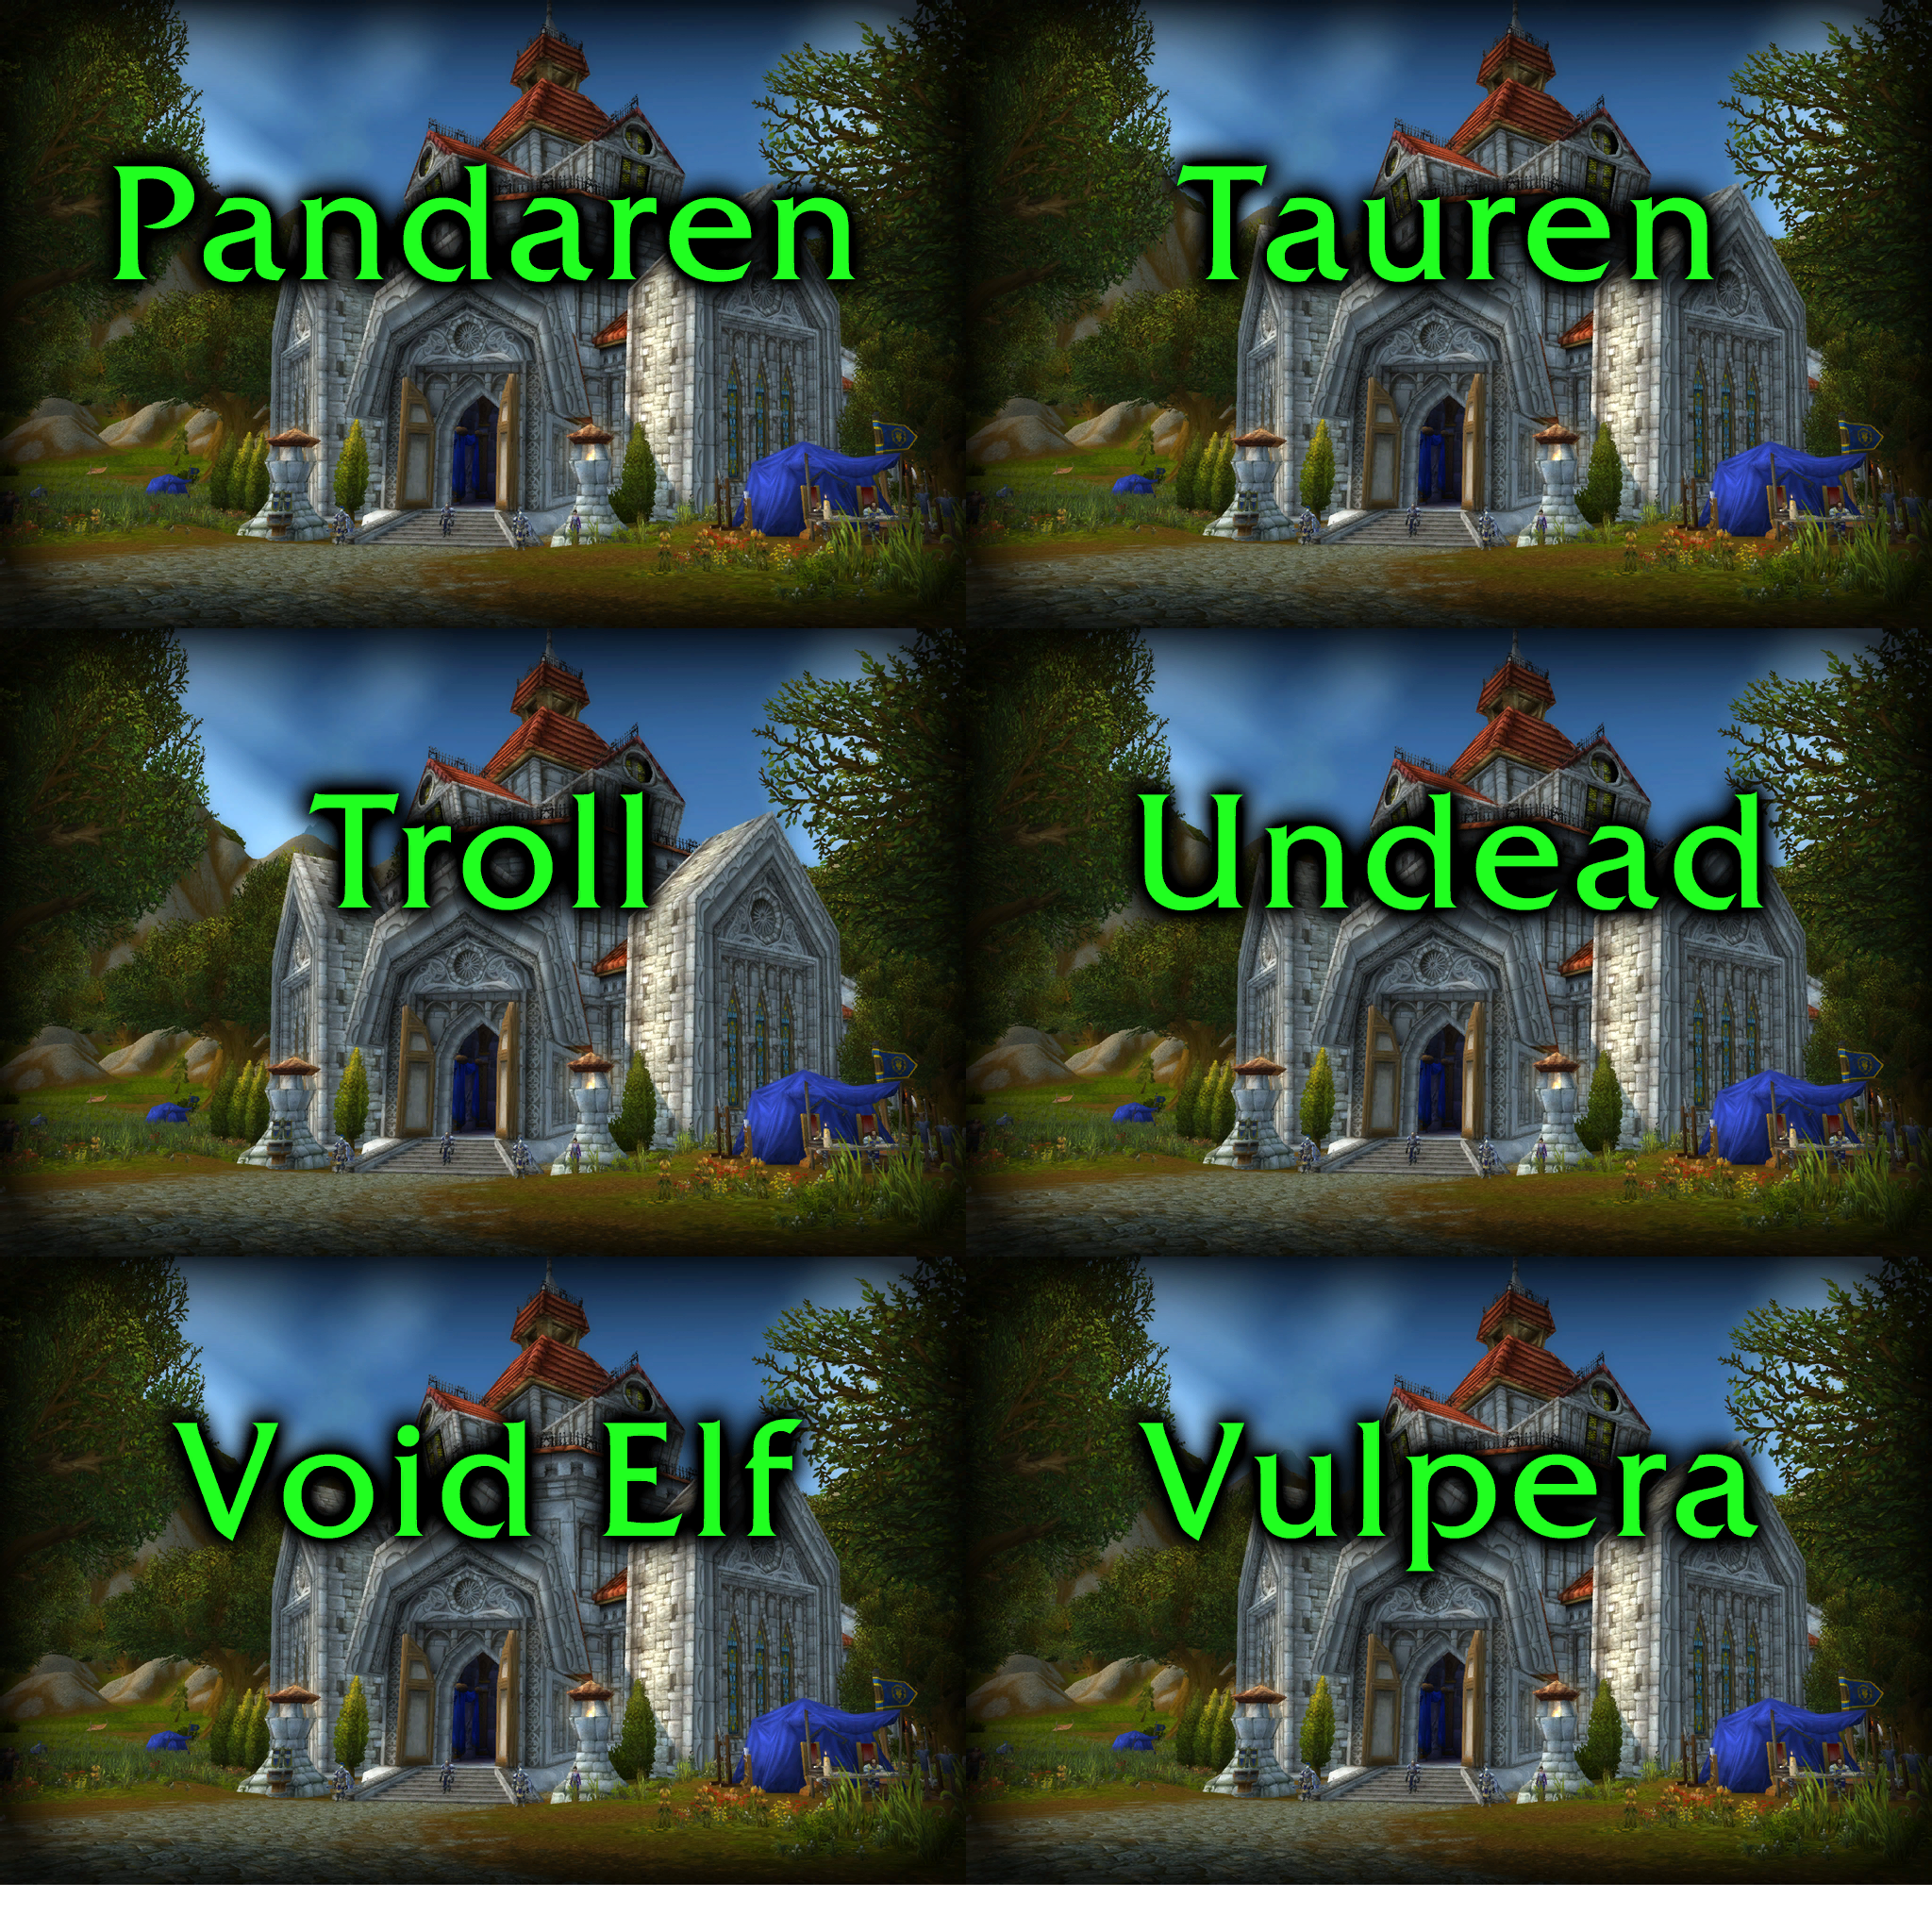 Pandaren
Tauren
Troll
Undead
Void Elf
Vulpera